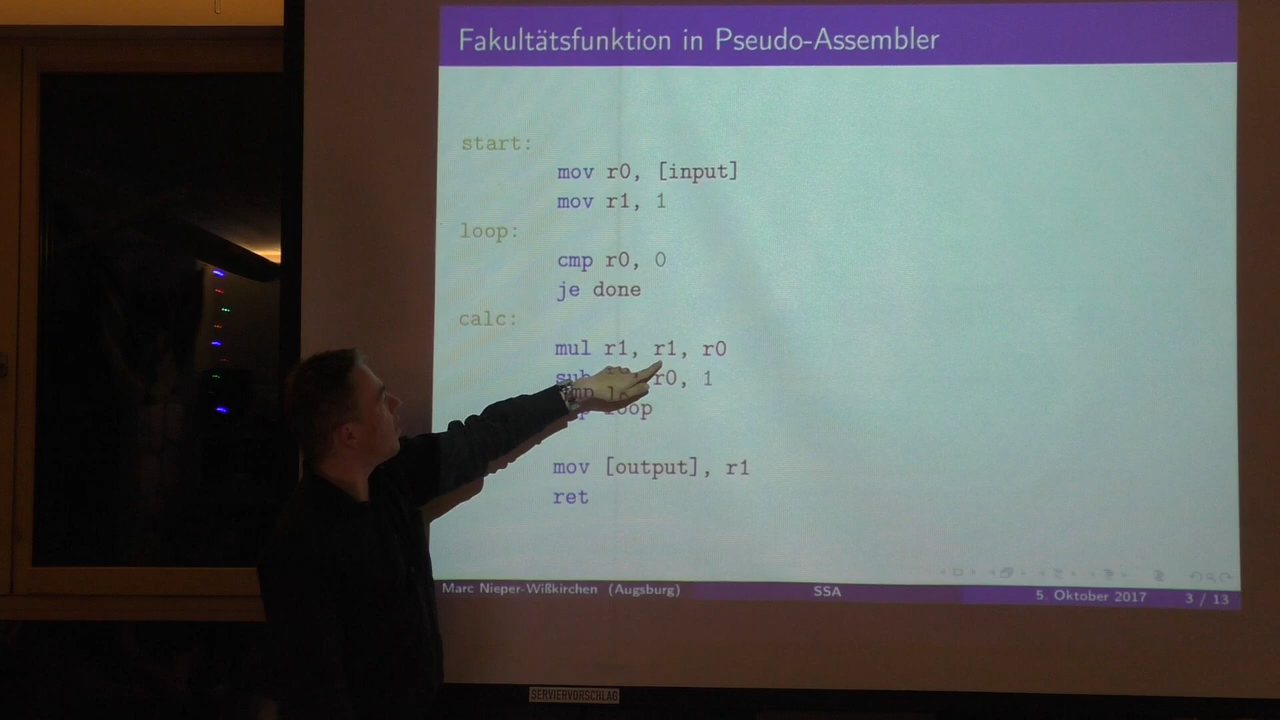 Fakultätsfunktion in Pseudo-Assembler
start:
mov r0, [input]
mov r1, 1
loop:
cmp r0, 0
je done
calc:
mul r1, r1, r0
sub r0, 1
loop
mov [output], r1
ret
Marc Nieper-Wißkirchen (Augsburg) SSA 5. Oktober 2017 3 / 13
SERVIERVORSCHLAG